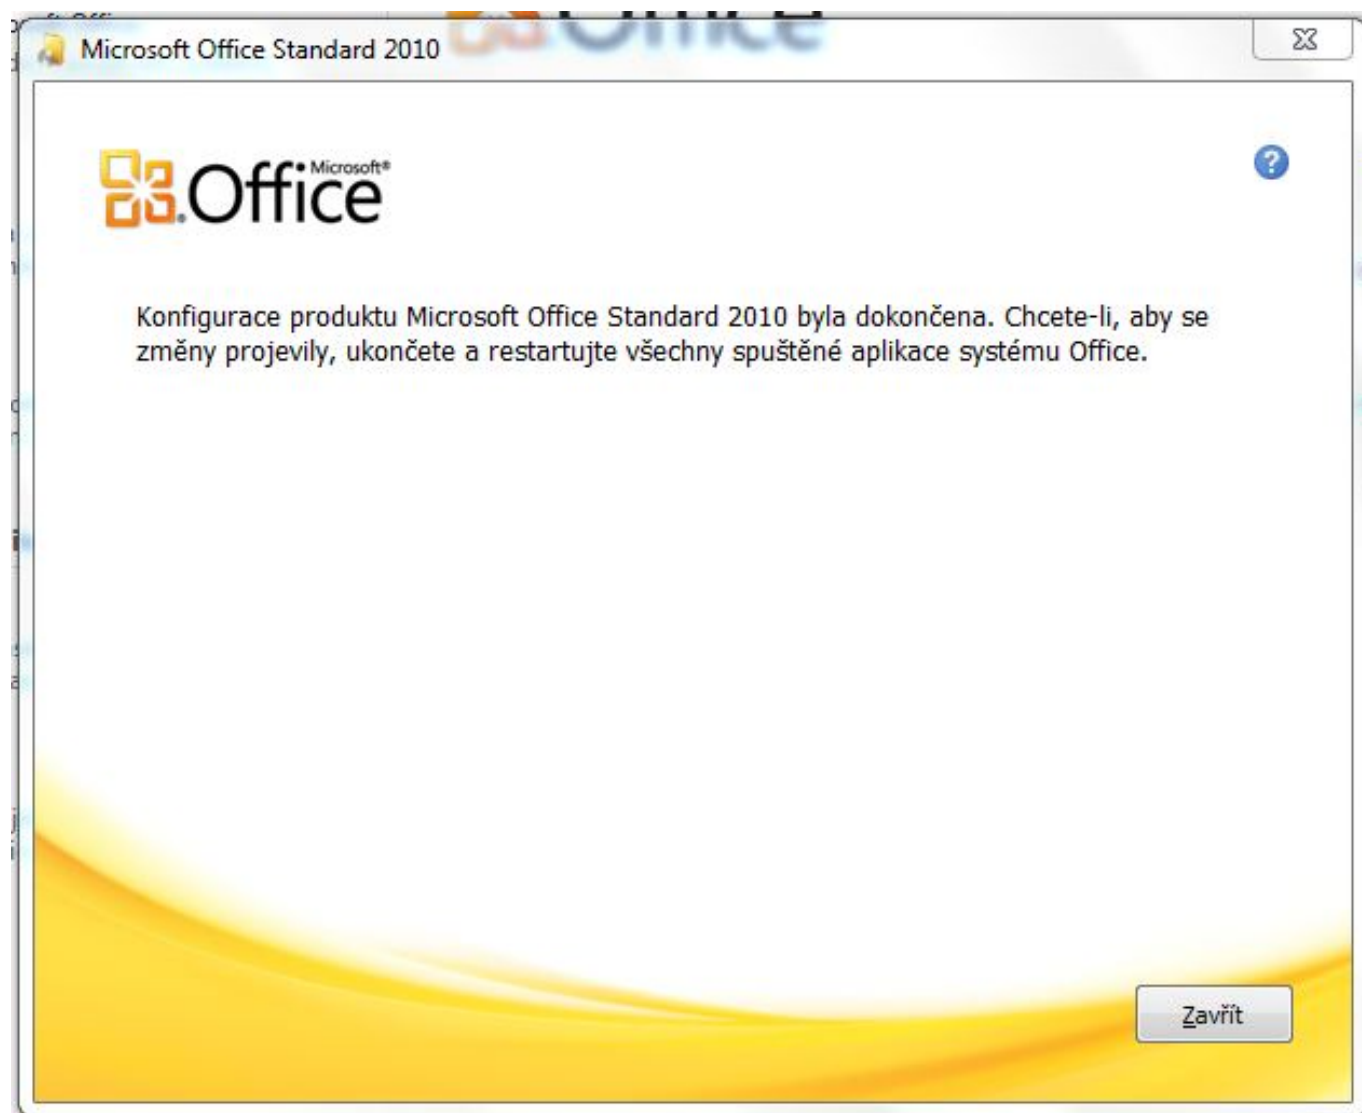 Microsoft Office Standard 2010
Microsoft®
Office
Konfigurace produktu Microsoft Office Standard 2010 byla dokončena. Chcete-li, aby se
změny projevily, ukončete a restartujte všechny spuštěné aplikace systému Office.
Zavřít